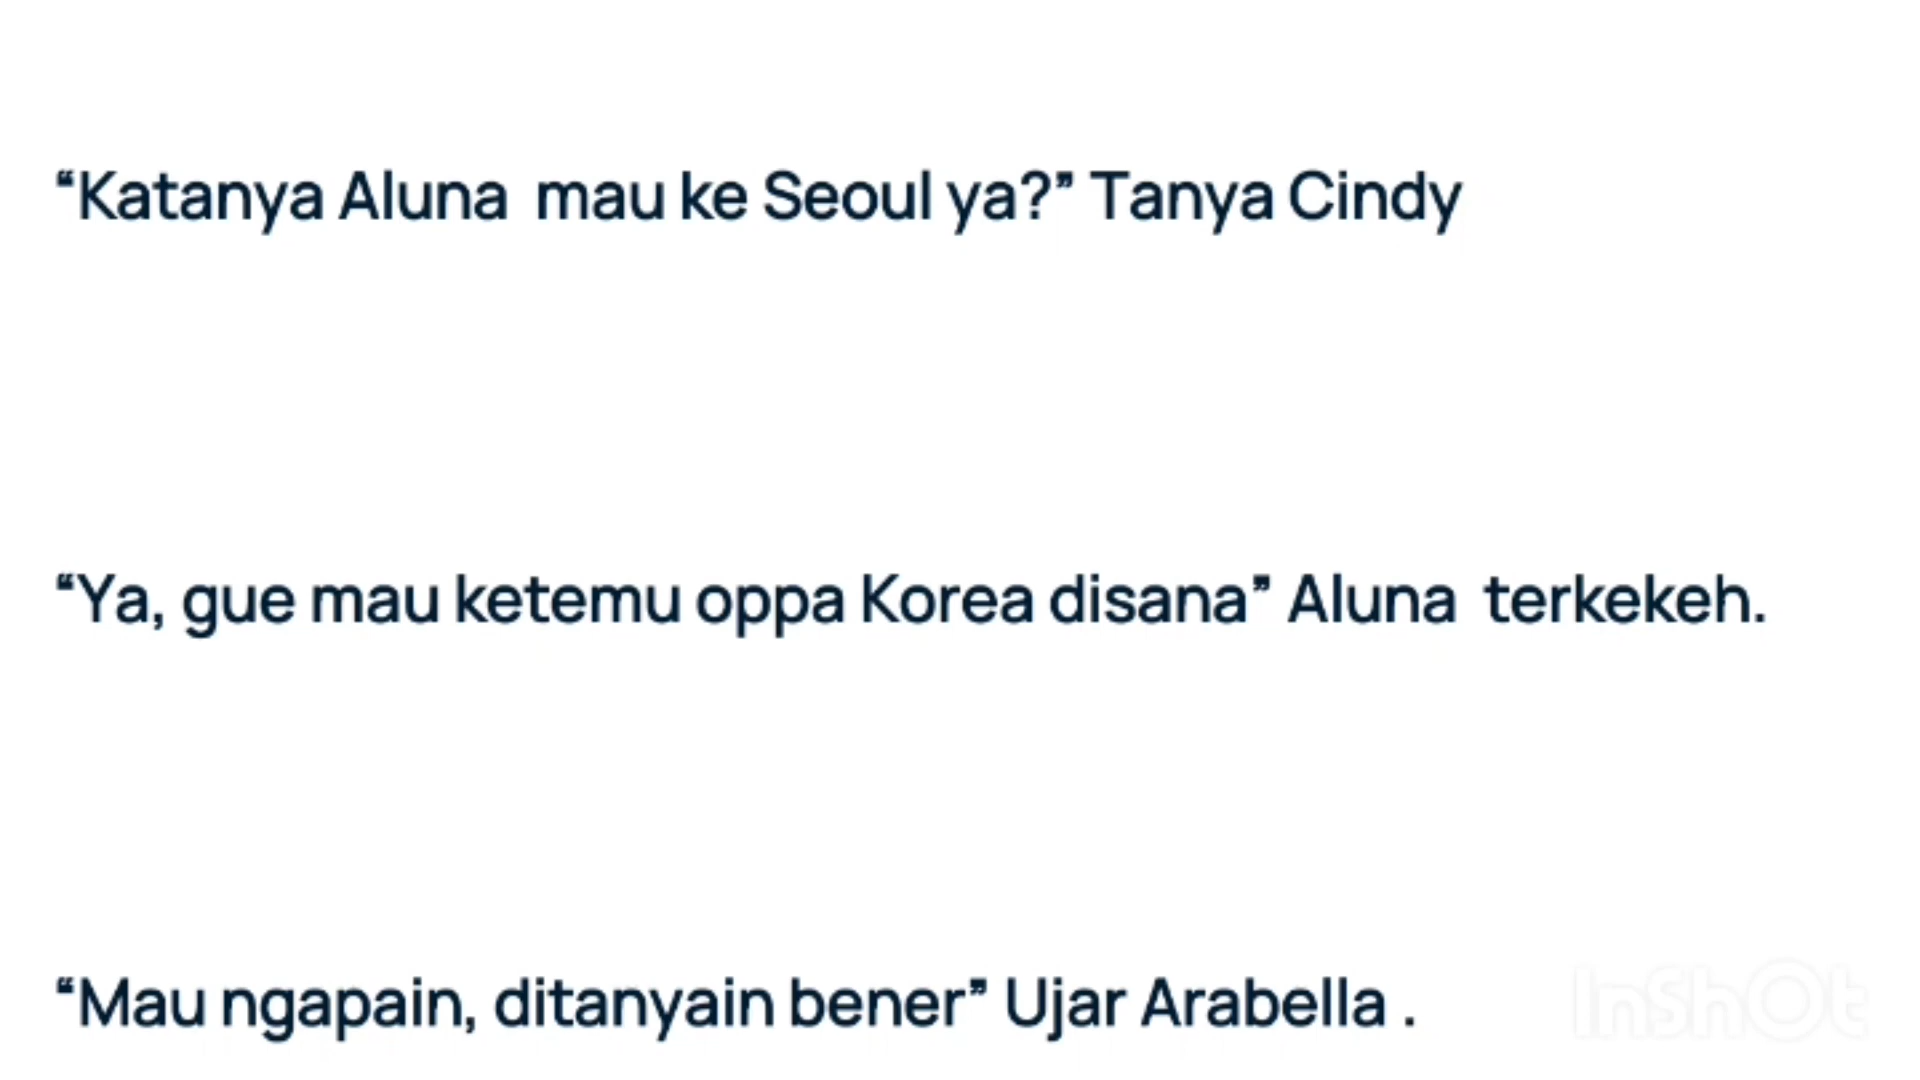 “Katanya Aluna  mau ke Seoul ya?” Tanya Cindy
“Ya, gue mau ketemu oppa Korea disana” Aluna  terkekeh.
“Mau ngapain, ditanyain bener” Ujar Arabella .
InShOt